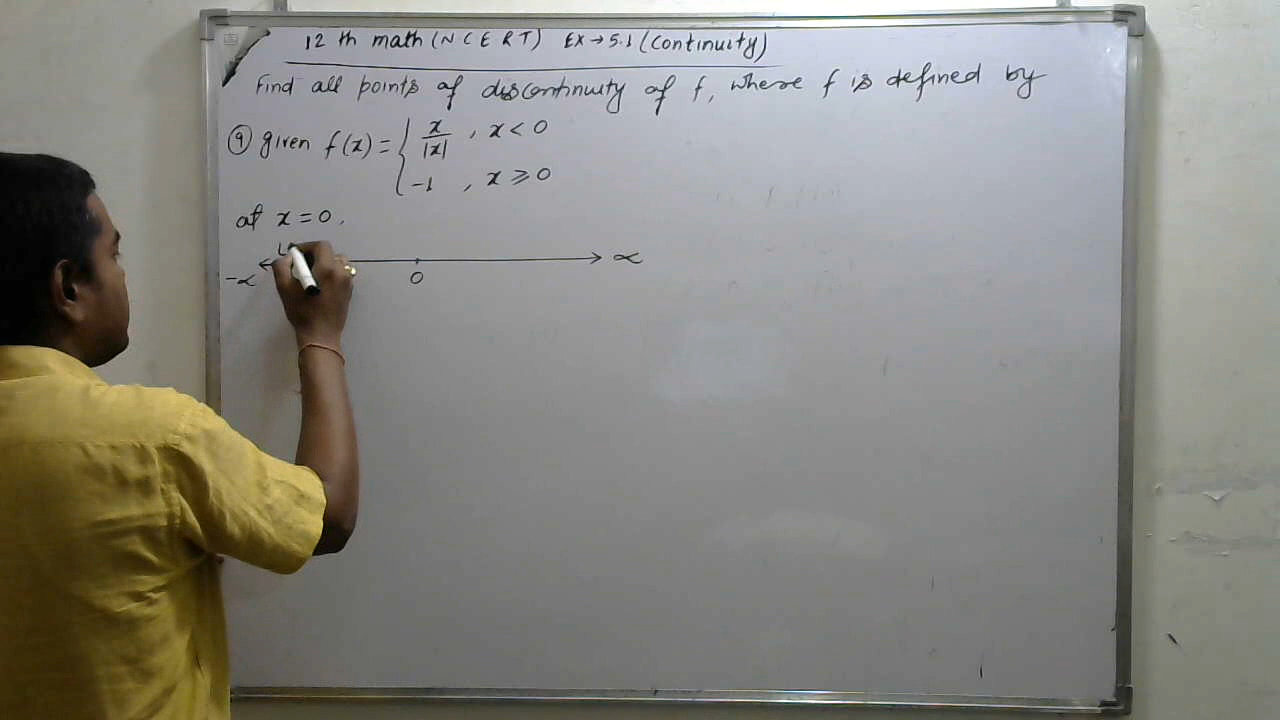 12 th math (NCERT) EX → 5.1 (Continuity)
Find all points of discontinuity of f, where f is defined by
(9) given f(x) = { x/|x| , x < 0
-1 , x ≥ 0
at x = 0.
-∝ 0 ∝